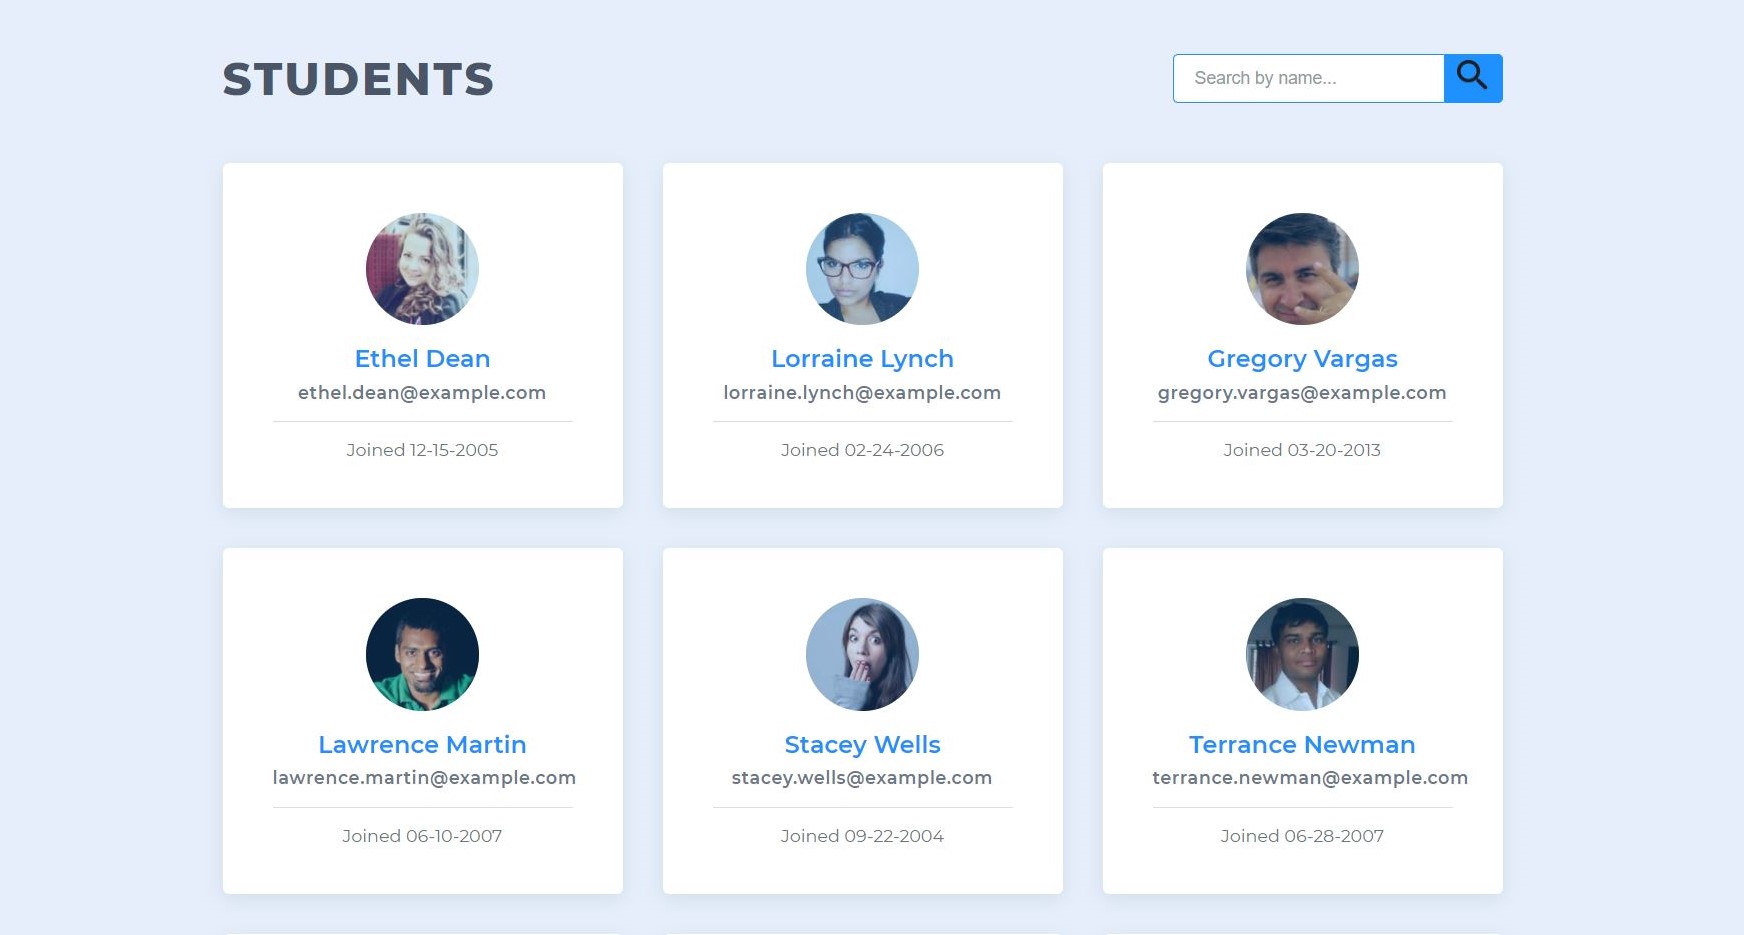 STUDENTS
Search by name...
Ethel Dean
ethel.dean@example.com
Joined 12-15-2005
Lorraine Lynch
lorraine.lynch@example.com
Joined 02-24-2006
Gregory Vargas
gregory.vargas@example.com
Joined 03-20-2013
Lawrence Martin
lawrence.martin@example.com
Joined 06-10-2007
Stacey Wells
stacey.wells@example.com
Joined 09-22-2004
Terrance Newman
terrance.newman@example.com
Joined 06-28-2007